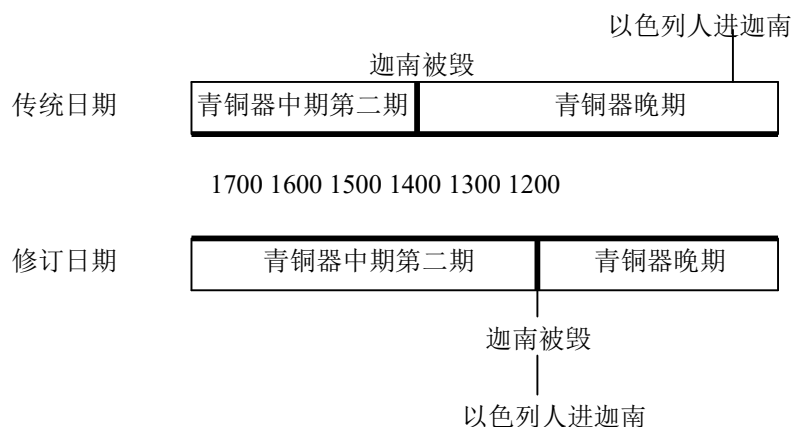 以色列人进迦南
迦南被毁
传统日期 青铜器中期第二期 青铜器晚期
1700 1600 1500 1400 1300 1200
修订日期 青铜器中期第二期 青铜器晚期
迦南被毁
以色列人进迦南